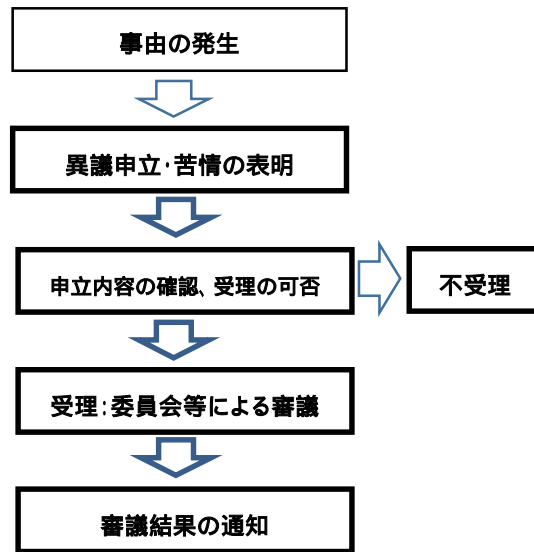 事由の発生
異議申立・苦情の表明
申立内容の確認、受理の可否
不受理
受理：委員会等による審議
審議結果の通知